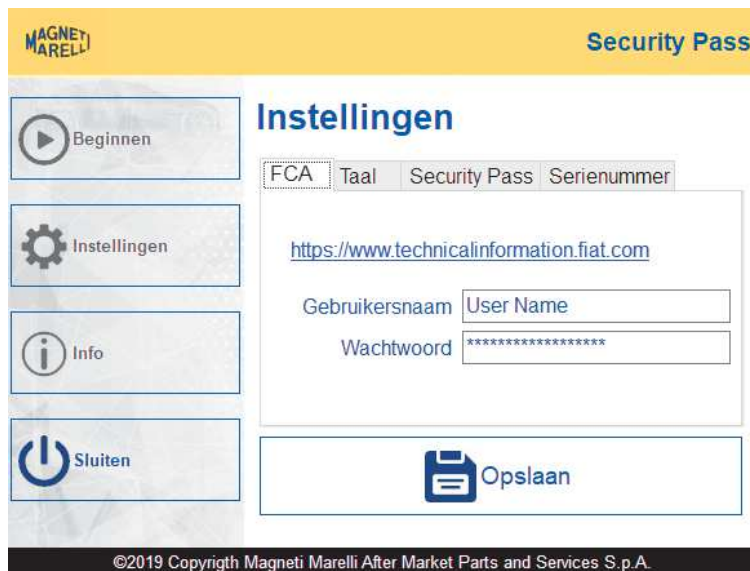 MAGNETI
MARELLI
Security Pass
Beginnen
Instellingen
Info
Sluiten
Instellingen
FCA Taal Security Pass Serienummer
https://www.technicalinformation.fiat.com
Gebruikersnaam User Name
Wachtwoord ******************
Opslaan
©2019 Copyrigth Magneti Marelli After Market Parts and Services S.p.A.